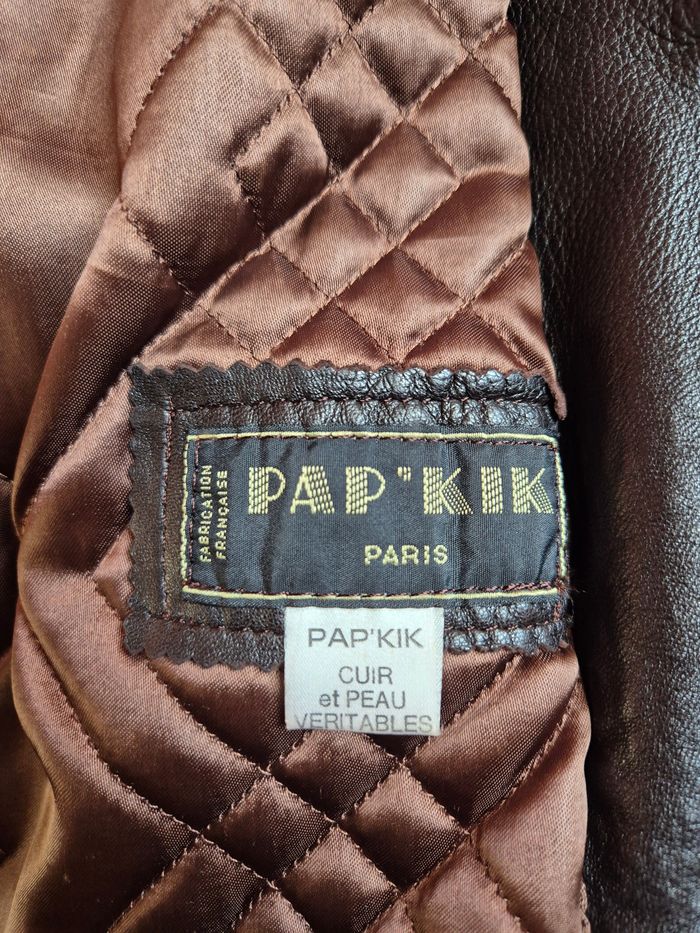 FABRICATION
FRANÇAISE
PAP'KIK
PARIS
PAP'KIK
CUIR
et PEAU
VERITABLES